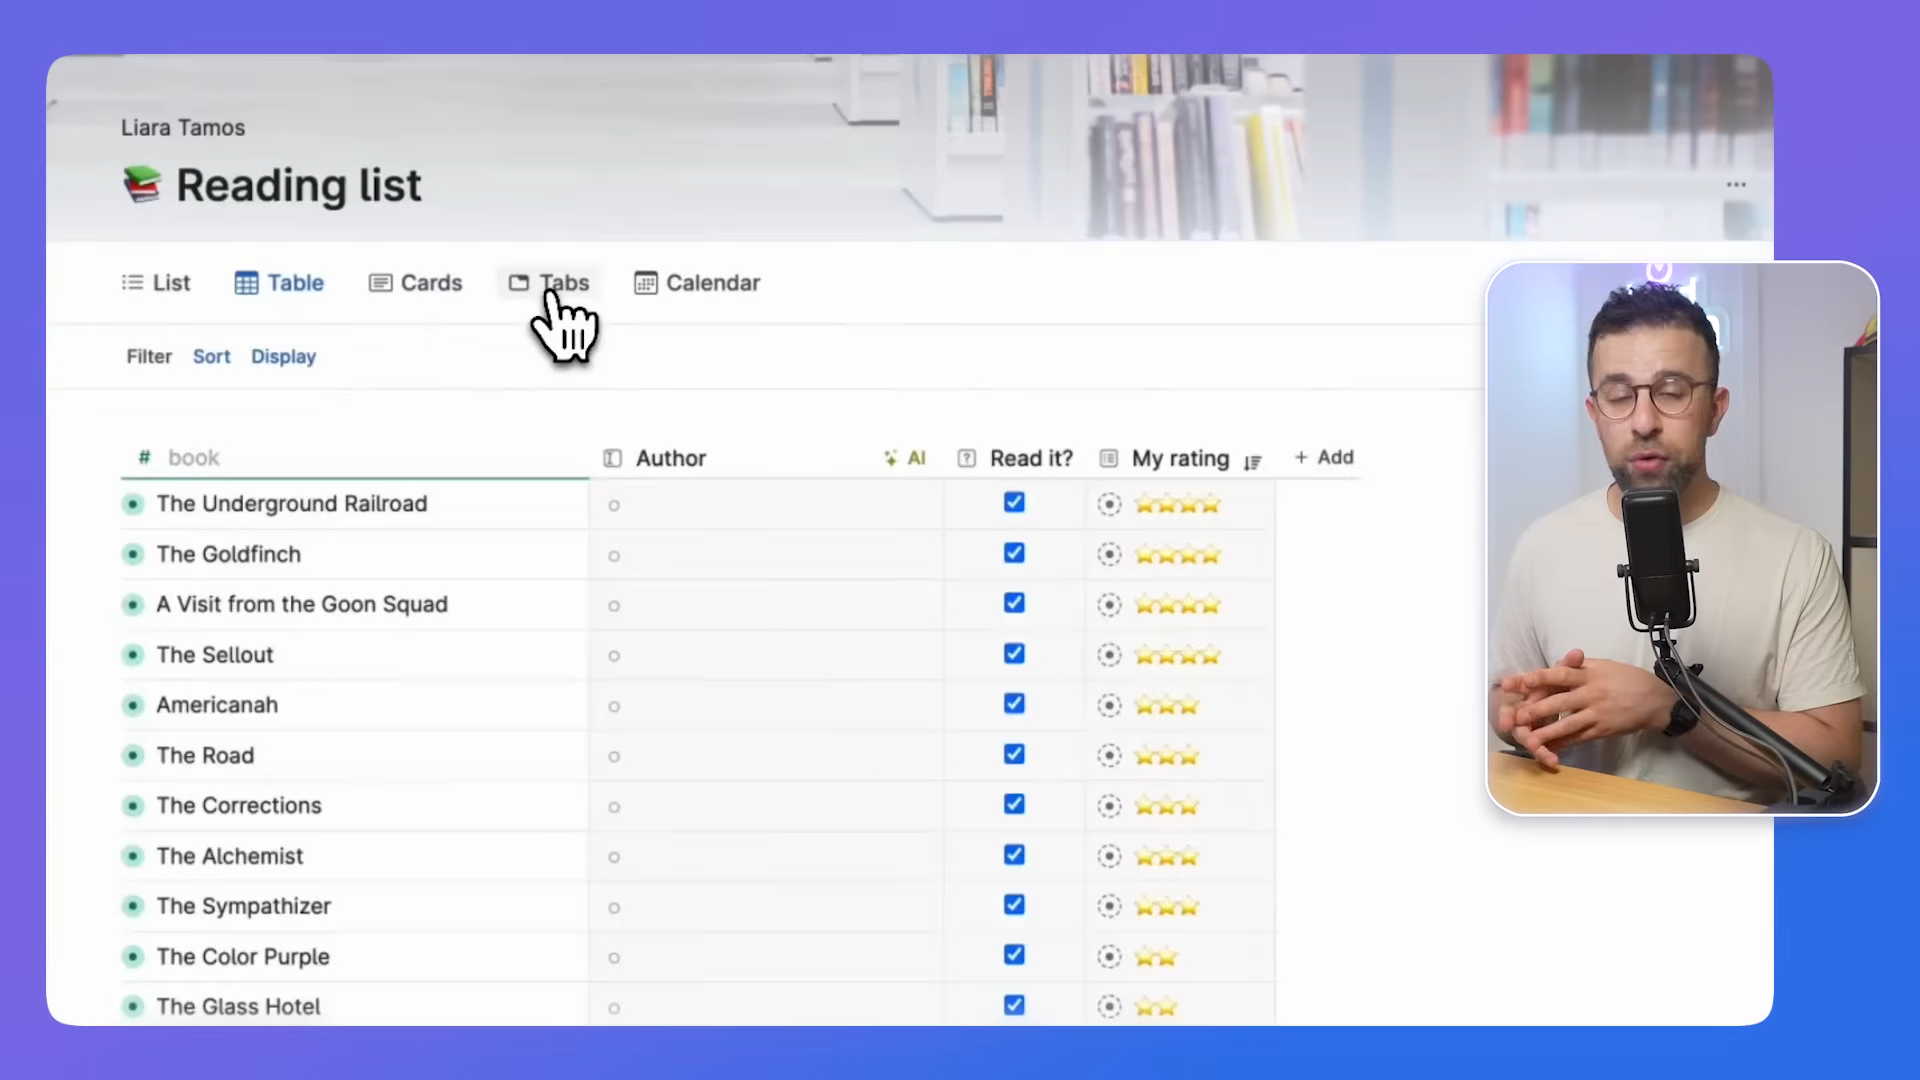 Liara Tamos
Reading list
List Table Cards Tabs Calendar
Filter Sort Display
# book Author AI Read it? My rating + Add
The Underground Railroad
The Goldfinch
A Visit from the Goon Squad
The Sellout
Americanah
The Road
The Corrections
The Alchemist
The Sympathizer
The Color Purple
The Glass Hotel